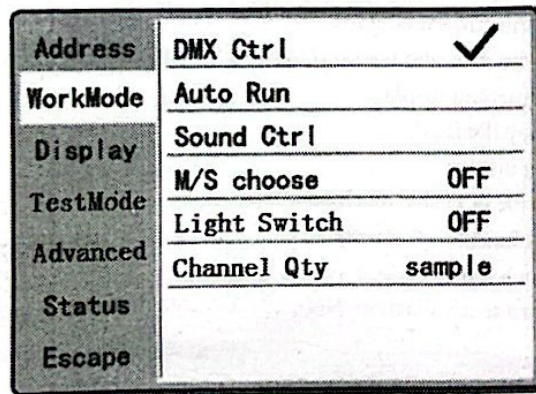 Address
WorkMode
Display
TestMode
Advanced
Status
Escape
DMX Ctrl
Auto Run
Sound Ctrl
M/S choose OFF
Light Switch OFF
Channel Qty sample